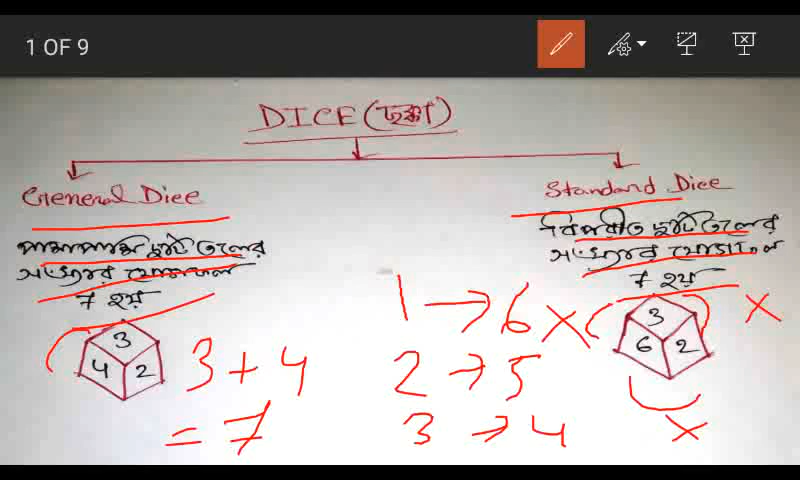 1 OF 9
DICE (ছক্কা)
General Dice
Standard Dice
পাশাপাশি দুটি তলের
সংখ্যার যোগফল
7 হয়
বিপরীত দুটি তলের
সংখ্যার যোগফল
7 হয়
3
4 2
3 + 4
= 7
1 → 6
2 → 5
3 → 4
3
6 2